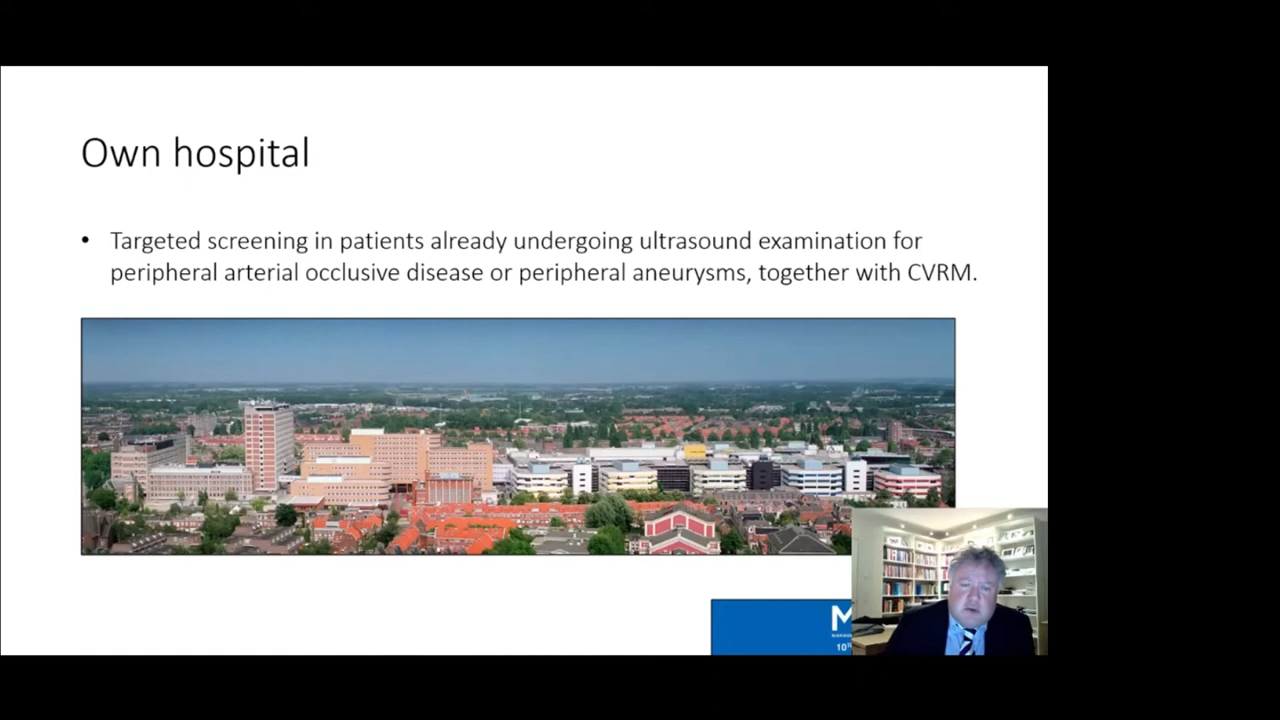 Own hospital
• Targeted screening in patients already undergoing ultrasound examination for
peripheral arterial occlusive disease or peripheral aneurysms, together with CVRM.
M
10